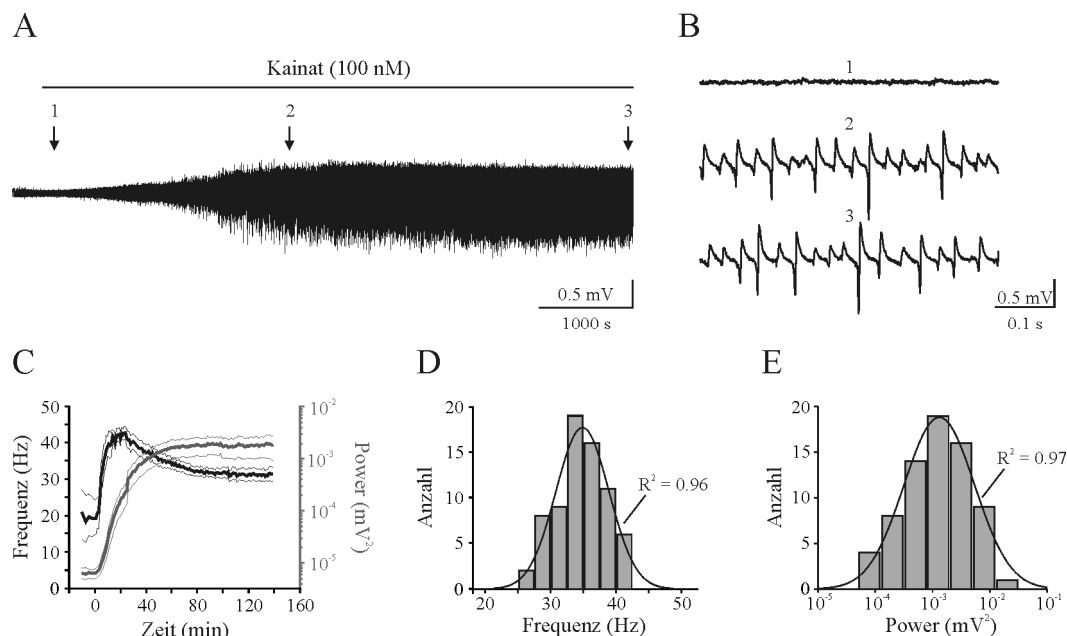 A
B
Kainat (100 nM)
1
2
3
0.5 mV
1000 s
1
2
3
0.5 mV
0.1 s
C
D
E
Frequenz (Hz)
50
40
30
20
10
0
0
40
80
120
160
Zeit (min)
10⁻²
10⁻³
10⁻⁴
10⁻⁵
Power (mV²)
Anzahl
20
15
10
5
0
20
30
40
50
Frequenz (Hz)
R² = 0.96
Anzahl
20
15
10
5
0
10⁻⁵
10⁻⁴
10⁻³
10⁻²
10⁻¹
Power (mV²)
R² = 0.97